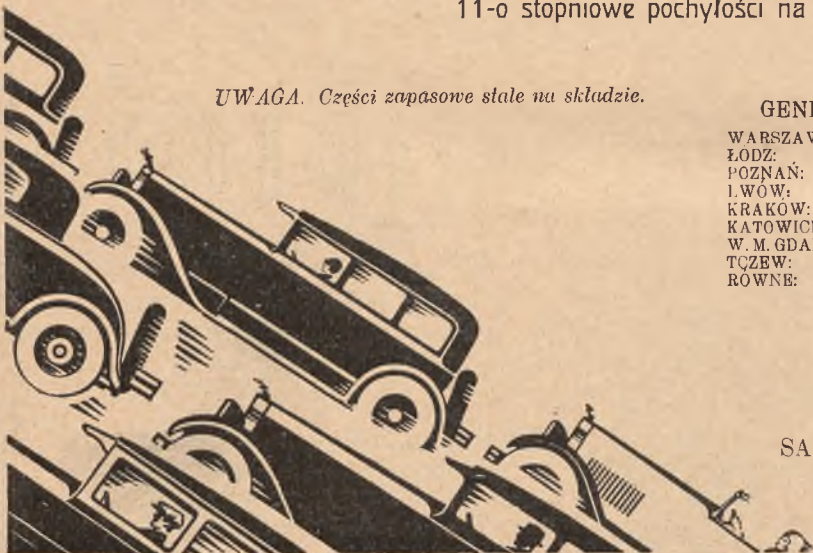 11-o stopniowe pochyłości na
UWAGA. Części zapasowe stale na składzie.
GENE
WARSZAW
ŁÓDZ:
POZNAŃ:
LWÓW:
KRAKÓW:
KATOWIC
W. M. GDA
TCZEW:
RÓWNE:
SA